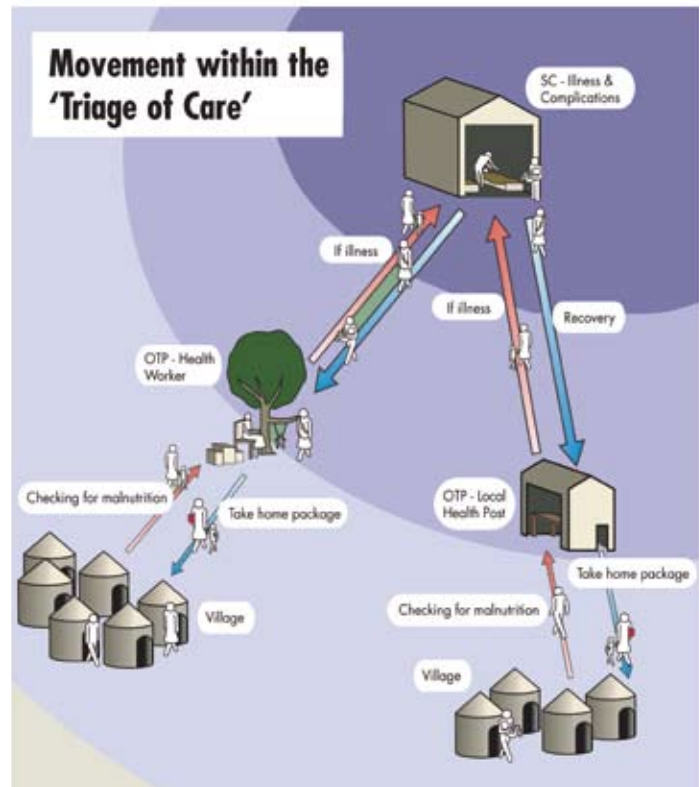 Movement within the
'Triage of Care'
SC - Illness &
Complications
If illness
If illness
Recovery
OTP - Health
Worker
OTP - Local
Health Post
Checking for malnutrition
Take home package
Take home package
Checking for malnutrition
Village
Village